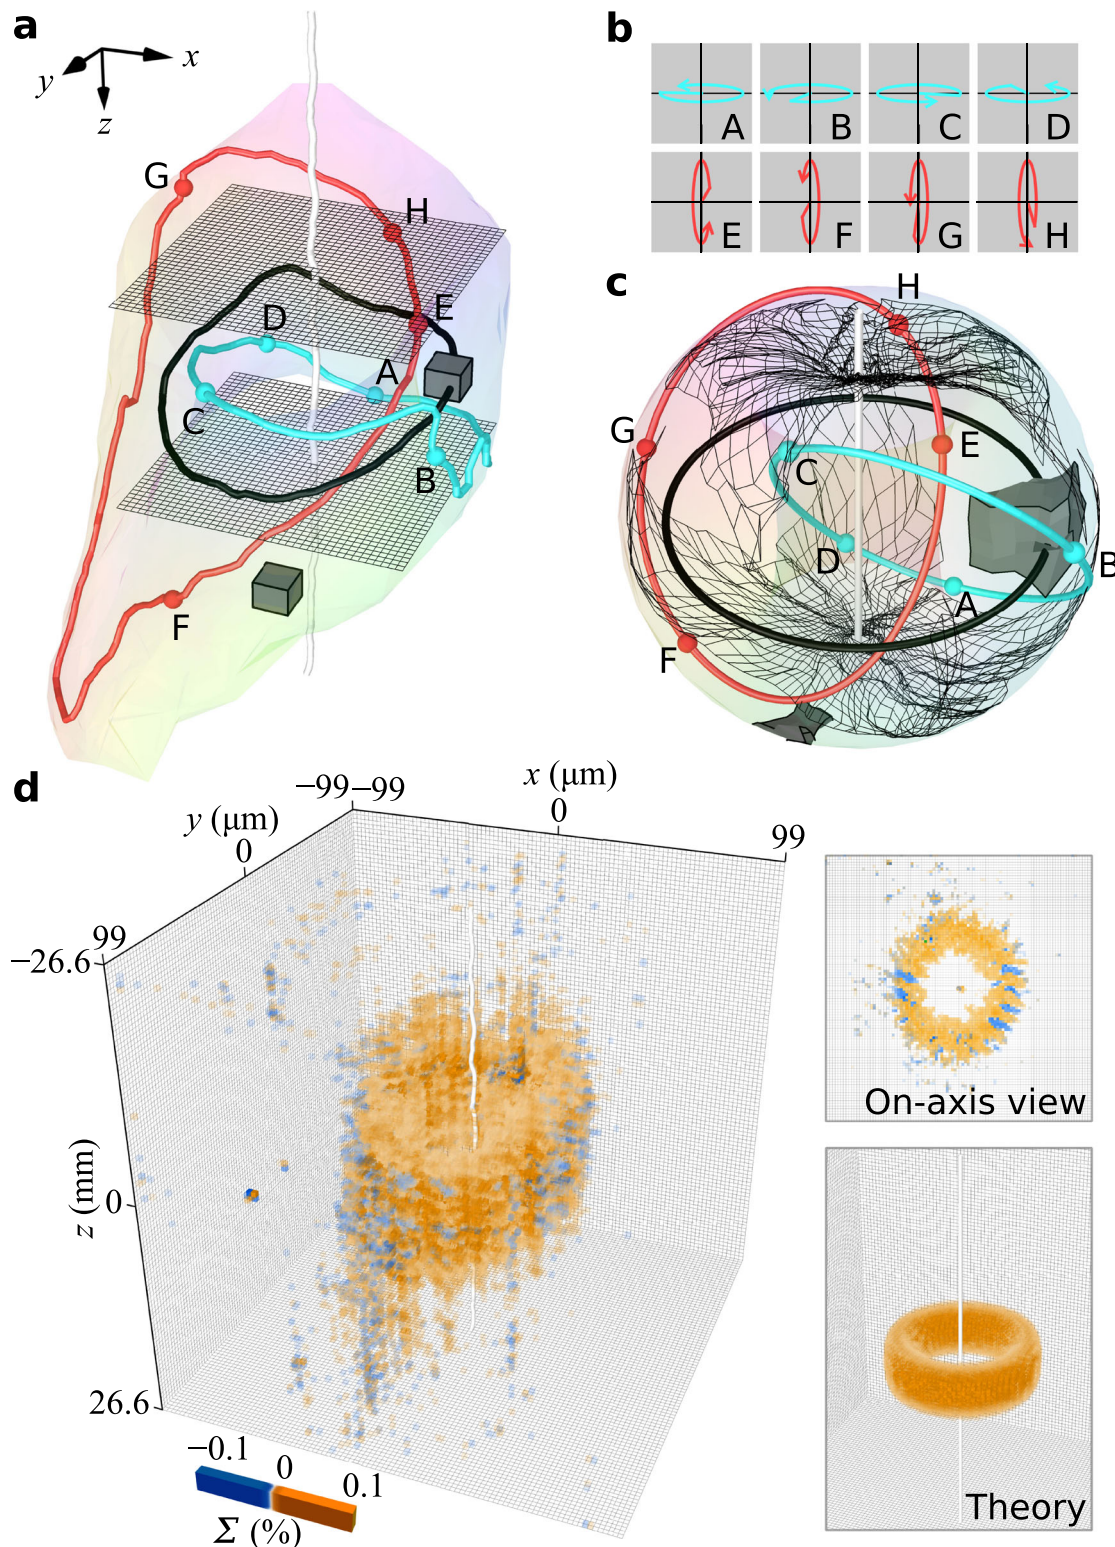 a
x
y
z
G
H
E
D
A
C
B
F
b
A
B
C
D
E
F
G
H
c
H
G
E
C
D
B
A
F
d
−99
−99
x (μm)
0
99
y (μm)
0
99
−26.6
z (mm)
0
26.6
−0.1
0
0.1
Σ (%)
On-axis view
Theory